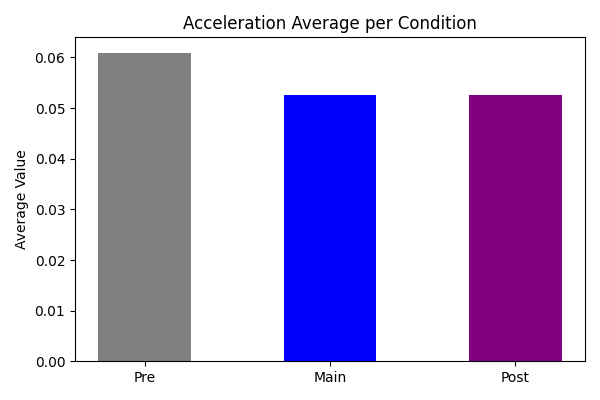 Acceleration Average per Condition
Average Value
0.06
0.05
0.04
0.03
0.02
0.01
0.00
Pre
Main
Post